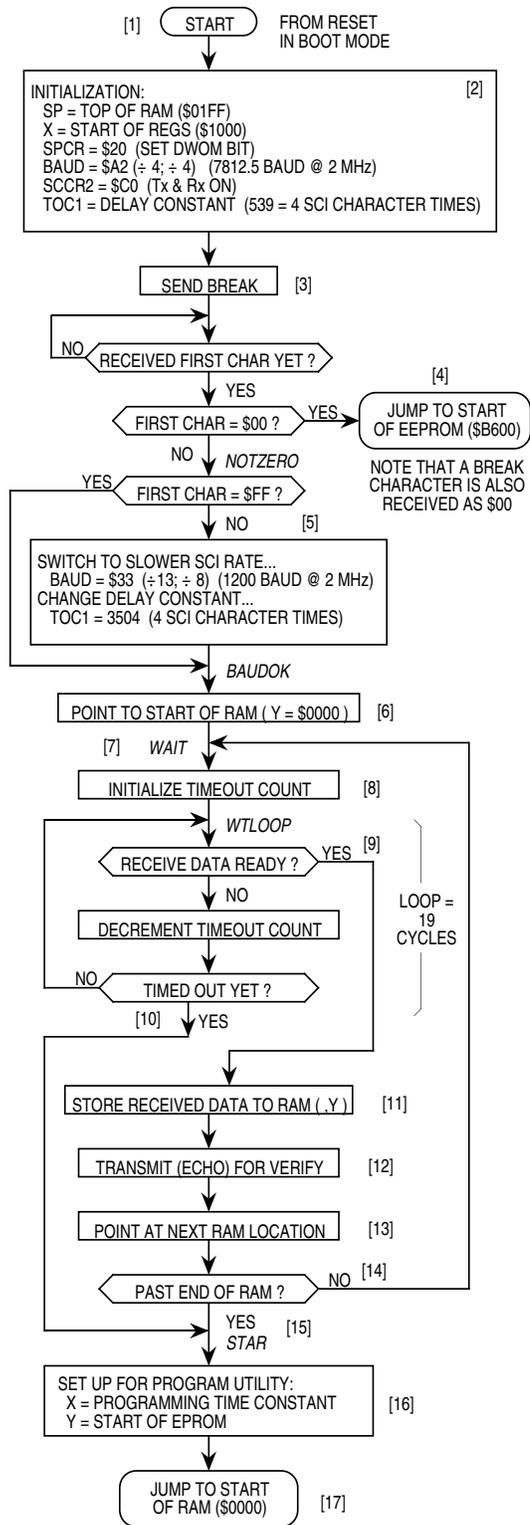 [1]
START
FROM RESET
IN BOOT MODE
INITIALIZATION:
[2]
SP = TOP OF RAM ($01FF)
X = START OF REGS ($1000)
SPCR = $20 (SET DWOM BIT)
BAUD = $A2 (÷ 4; ÷ 4) (7812.5 BAUD @ 2 MHz)
SCCR2 = $C0 (Tx & Rx ON)
TOC1 = DELAY CONSTANT (539 = 4 SCI CHARACTER TIMES)
SEND BREAK
[3]
NO
RECEIVED FIRST CHAR YET ?
YES
[4]
FIRST CHAR = $00 ?
YES
JUMP TO START
OF EEPROM ($B600)
NOTE THAT A BREAK
CHARACTER IS ALSO
RECEIVED AS $00
NO
NOTZERO
YES
FIRST CHAR = $FF ?
NO
[5]
SWITCH TO SLOWER SCI RATE...
BAUD = $33 (÷13; ÷ 8) (1200 BAUD @ 2 MHz)
CHANGE DELAY CONSTANT...
TOC1 = 3504 (4 SCI CHARACTER TIMES)
BAUDOK
POINT TO START OF RAM ( Y = $0000 )
[6]
[7]
WAIT
INITIALIZE TIMEOUT COUNT
[8]
WTLOOP
RECEIVE DATA READY ?
YES
[9]
NO
DECREMENT TIMEOUT COUNT
LOOP =
19
CYCLES
NO
TIMED OUT YET ?
[10]
YES
STORE RECEIVED DATA TO RAM ( ,Y )
[11]
TRANSMIT (ECHO) FOR VERIFY
[12]
POINT AT NEXT RAM LOCATION
[13]
PAST END OF RAM ?
NO
[14]
YES
[15]
STAR
SET UP FOR PROGRAM UTILITY:
X = PROGRAMMING TIME CONSTANT
Y = START OF EPROM
[16]
JUMP TO START
OF RAM ($0000)
[17]